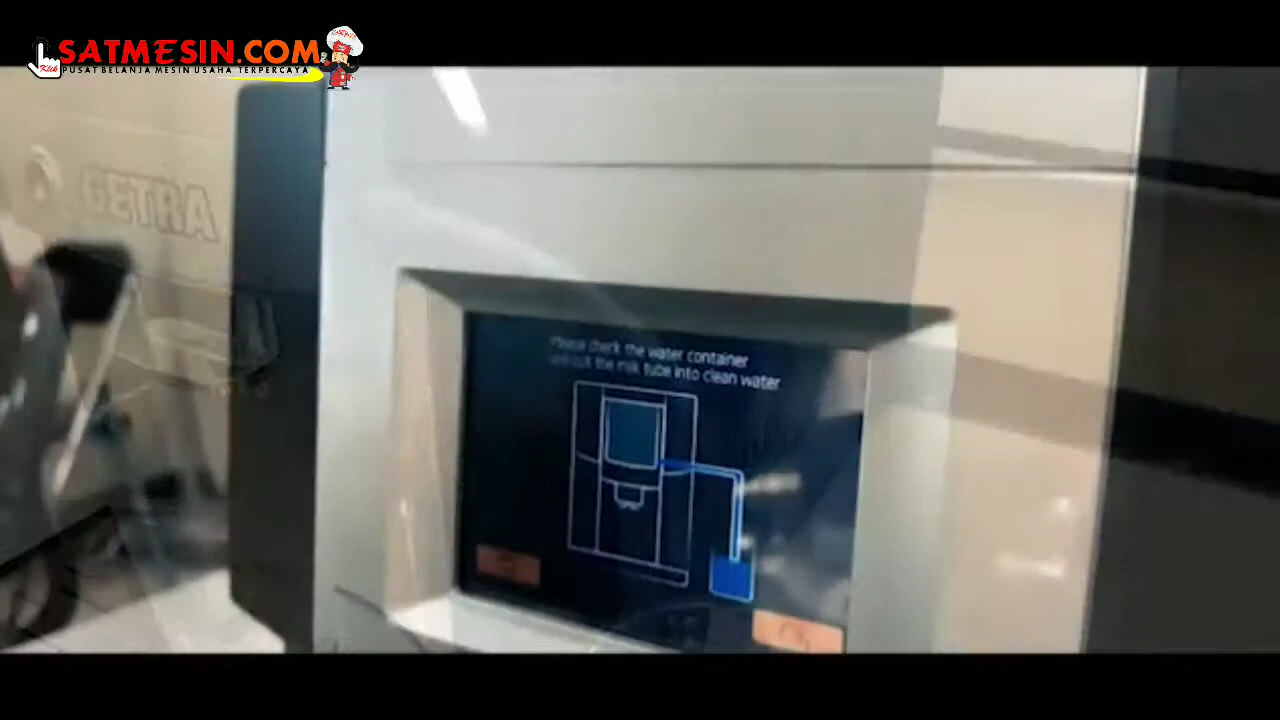 SATMESIN.COM
Klik
PUSAT BELANJA MESIN USAHA TERPERCAYA
GETRA
Please check the water container
and put the milk tube into clean water